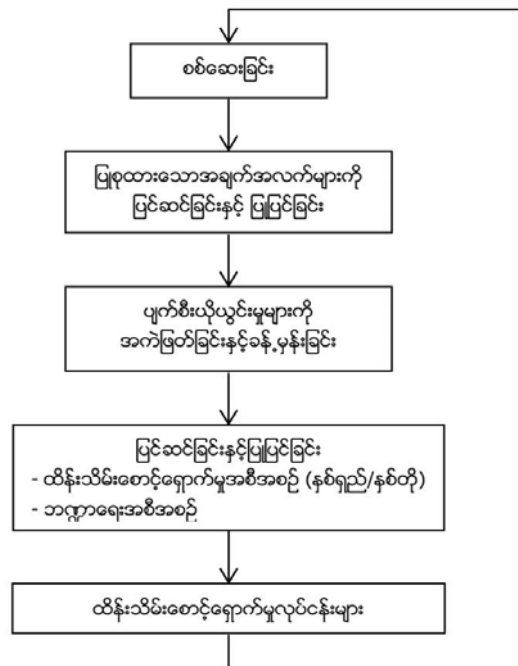 စစ်ဆေးခြင်း
ပြုစုထားသောအချက်အလက်များကို
ပြင်ဆင်ခြင်းနှင့် ပြုပြင်ခြင်း
ပျက်စီးယိုယွင်းမှုများကို
အကဲဖြတ်ခြင်းနှင့်ခန့်မှန်းခြင်း
ပြင်ဆင်ခြင်းနှင့်ပြုပြင်ခြင်း
- ထိန်းသိမ်းစောင့်ရှောက်မှုအစီအစဉ် (နှစ်ရှည်/နှစ်တို)
- ဘဏ္ဍာရေးအစီအစဉ်
ထိန်းသိမ်းစောင့်ရှောက်မှုလုပ်ငန်းများ